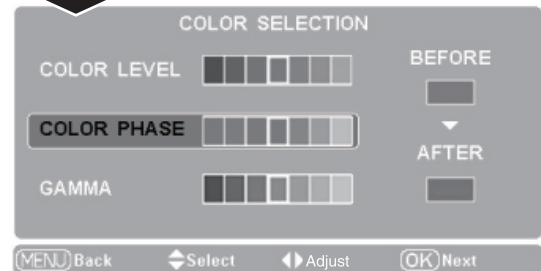 COLOR SELECTION
COLOR LEVEL
BEFORE
COLOR PHASE
AFTER
GAMMA
MENU Back Select Adjust OK Next